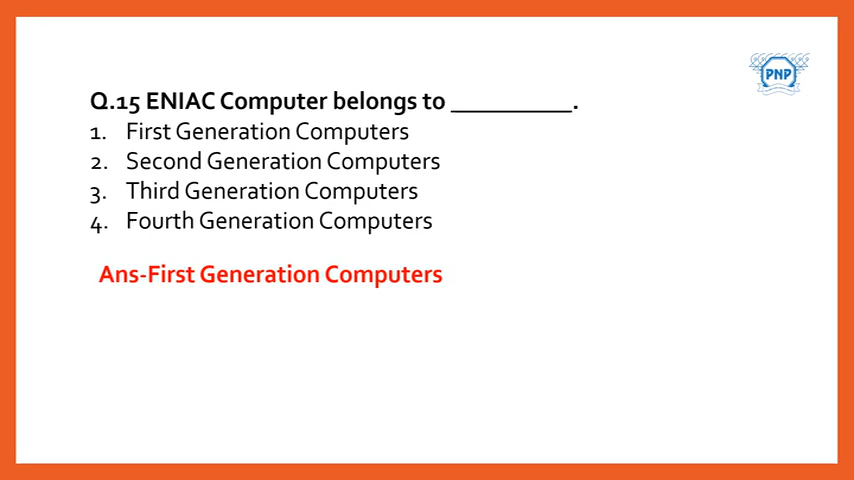 PNP
Q.15 ENIAC Computer belongs to __________.
1. First Generation Computers
2. Second Generation Computers
3. Third Generation Computers
4. Fourth Generation Computers
Ans-First Generation Computers